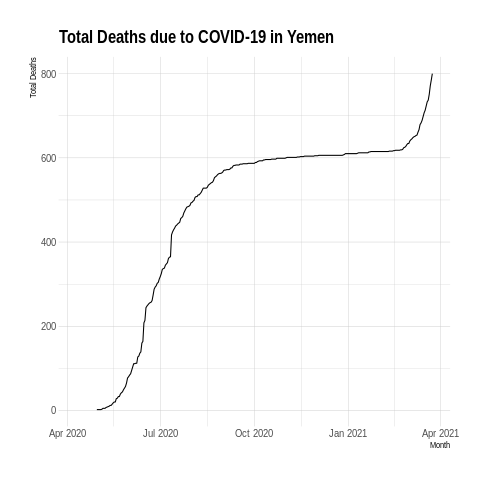 Total Deaths due to COVID-19 in Yemen
Total Deaths
800
600
400
200
0
Apr 2020
Jul 2020
Oct 2020
Jan 2021
Apr 2021
Month